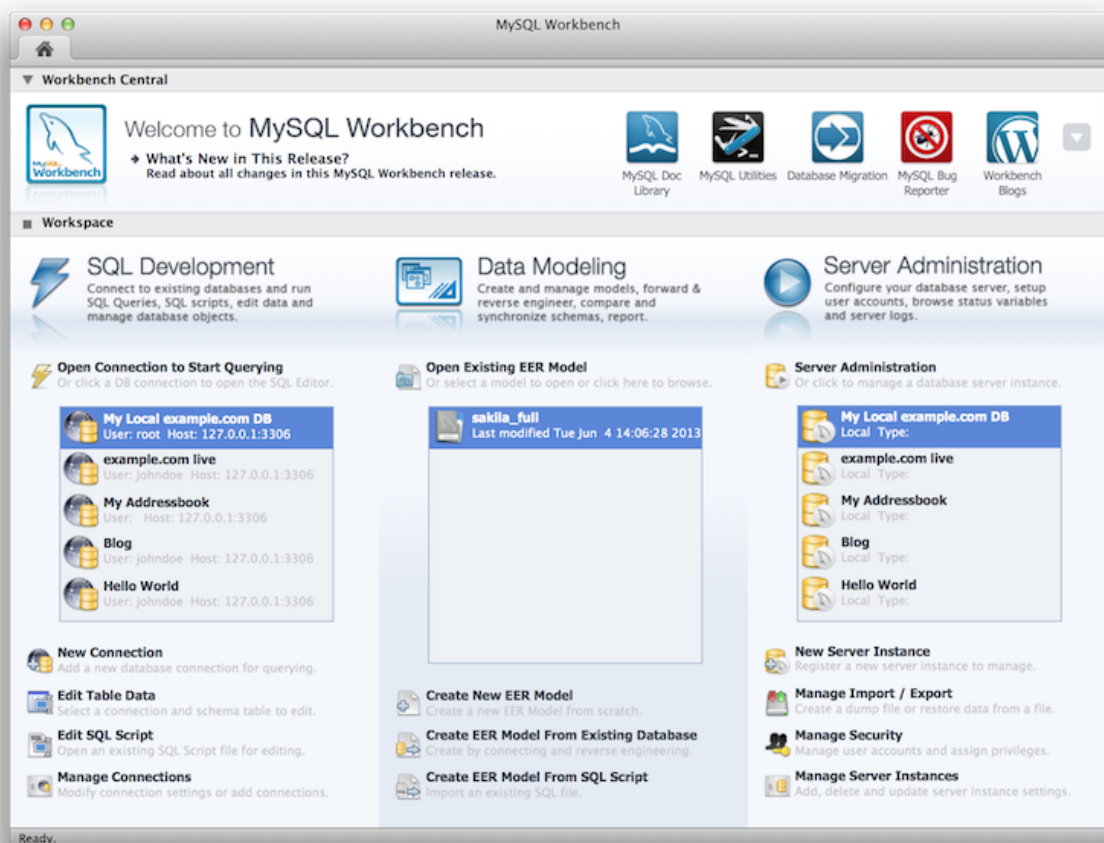 MySQL Workbench
Workbench Central
MySQL
Workbench
Welcome to MySQL Workbench
What's New in This Release?
Read about all changes in this MySQL Workbench release.
MySQL Doc
Library
MySQL Utilities
Database Migration
MySQL Bug
Reporter
Workbench
Blogs
Workspace
SQL Development
Connect to existing databases and run
SQL Queries, SQL scripts, edit data and
manage database objects.
Open Connection to Start Querying
Or click a DB connection to open the SQL Editor.
My Local example.com DB
User: root Host: 127.0.0.1:3306
example.com live
User: johndoe Host: 127.0.0.1:3306
My Addressbook
User: Host: 127.0.0.1:3306
Blog
User: johndoe Host: 127.0.0.1:3306
Hello World
User: johndoe Host: 127.0.0.1:3306
New Connection
Add a new database connection for querying.
Edit Table Data
Select a connection and schema table to edit.
Edit SQL Script
Open an existing SQL Script file for editing.
Manage Connections
Modify connection settings or add connections.
Data Modeling
Create and manage models, forward &
reverse engineer, compare and
synchronize schemas, report.
Open Existing EER Model
Or select a model to open or click here to browse.
sakila_full
Last modified Tue Jun 4 14:06:28 2013
Create New EER Model
Create a new EER Model from scratch.
Create EER Model From Existing Database
Create by connecting and reverse engineering.
Create EER Model From SQL Script
Import an existing SQL file.
Server Administration
Configure your database server, setup
user accounts, browse status variables
and server logs.
Server Administration
Or click to manage a database server instance.
My Local example.com DB
Local Type:
example.com live
Local Type:
My Addressbook
Local Type:
Blog
Local Type:
Hello World
Local Type:
New Server Instance
Register a new server instance to manage.
Manage Import / Export
Create a dump file or restore data from a file.
Manage Security
Manage user accounts and assign privileges.
Manage Server Instances
Add, delete and update server instance settings.
Ready.